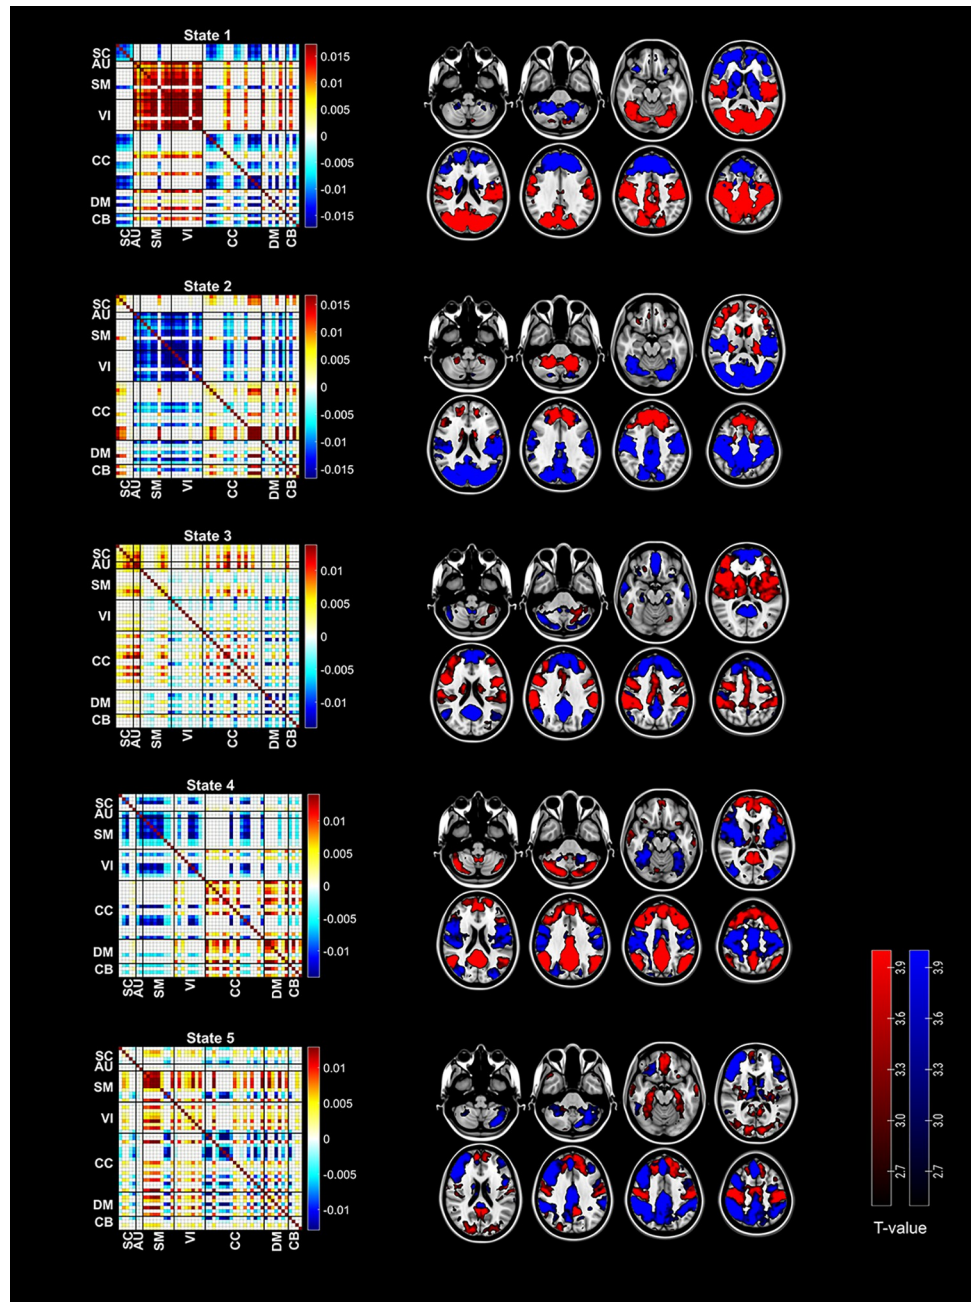 State 1
SC
AU
SM
VI
CC
DM
CB
0.015
0.01
0.005
0
-0.005
-0.01
-0.015
SC AU SM VI CC DM CB
State 2
SC
AU
SM
VI
CC
DM
CB
0.015
0.01
0.005
0
-0.005
-0.01
-0.015
SC AU SM VI CC DM CB
State 3
SC
AU
SM
VI
CC
DM
CB
0.01
0.005
0
-0.005
-0.01
SC AU SM VI CC DM CB
State 4
SC
AU
SM
VI
CC
DM
CB
0.01
0.005
0
-0.005
-0.01
SC AU SM VI CC DM CB
State 5
SC
AU
SM
VI
CC
DM
CB
0.01
0.005
0
-0.005
-0.01
SC AU SM VI CC DM CB
3.9 3.9
3.6 3.6
3.3 3.3
3.0 3.0
2.7 2.7
T-value